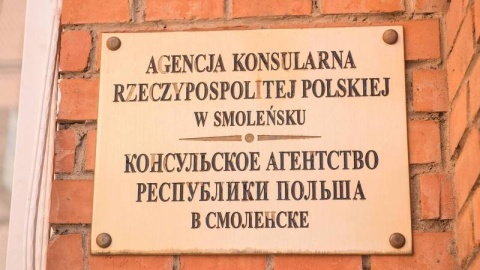 AGENCJA KONSULARNA
RZECZYPOSPOLITEJ POLSKIEJ
W SMOLEŃSKU
КОНСУЛЬСКОЕ АГЕНТСТВО
РЕСПУБЛИКИ ПОЛЬША
В СМОЛЕНСКЕ